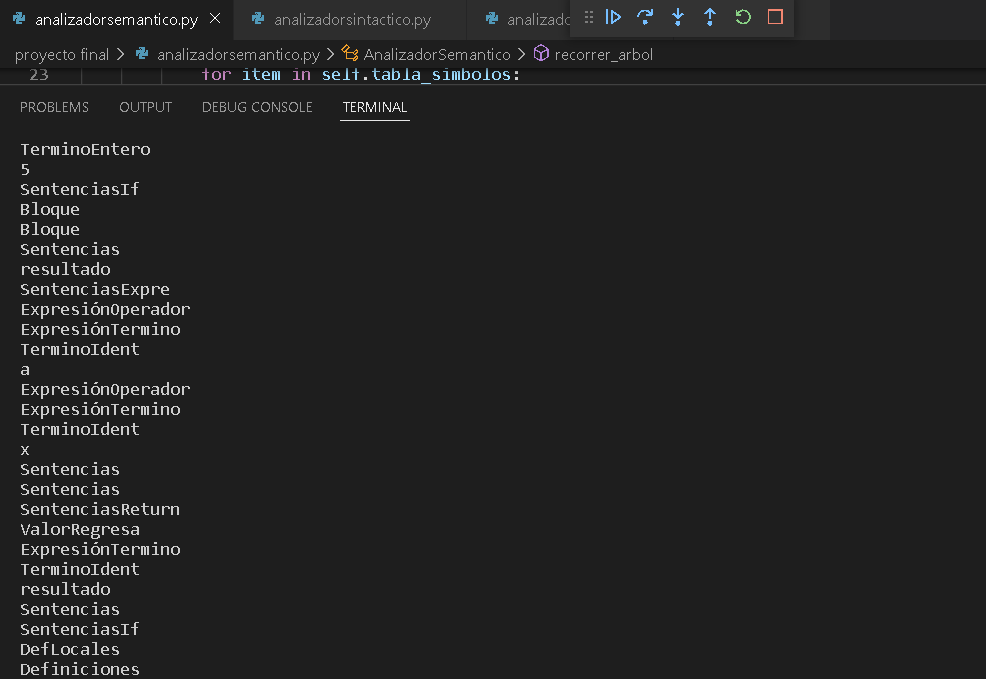 analizadorsemantico.py
analizadorsintactico.py
analizado
proyecto final > analizadorsemantico.py > AnalizadorSemantico > recorrer_arbol
23 for item in self.tabla_simbolos:
PROBLEMS OUTPUT DEBUG CONSOLE TERMINAL
TerminoEntero
5
SentenciasIf
Bloque
Bloque
Sentencias
resultado
SentenciasExpre
ExpresiónOperador
ExpresiónTermino
TerminoIdent
a
ExpresiónOperador
ExpresiónTermino
TerminoIdent
x
Sentencias
Sentencias
SentenciasReturn
ValorRegresa
ExpresiónTermino
TerminoIdent
resultado
Sentencias
SentenciasIf
DefLocales
Definiciones